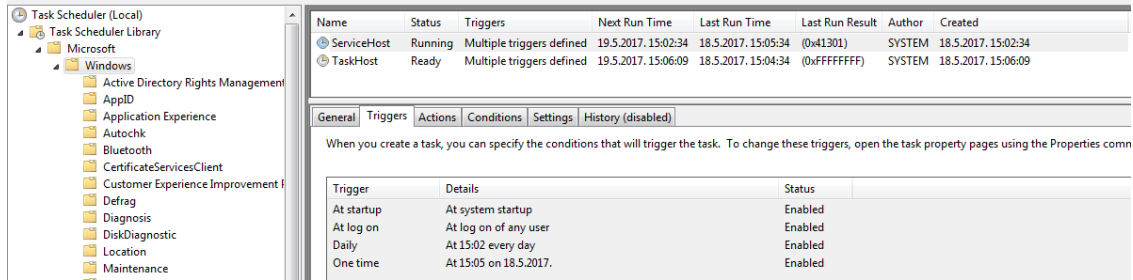 Task Scheduler (Local)
Task Scheduler Library
Microsoft
Windows
Active Directory Rights Management
AppID
Application Experience
Autochk
Bluetooth
CertificateServicesClient
Customer Experience Improvement P
Defrag
Diagnosis
DiskDiagnostic
Location
Maintenance
Name Status Triggers Next Run Time Last Run Time Last Run Result Author Created
ServiceHost Running Multiple triggers defined 19.5.2017. 15:02:34 18.5.2017. 15:05:34 (0x41301) SYSTEM 18.5.2017. 15:02:34
TaskHost Ready Multiple triggers defined 19.5.2017. 15:06:09 18.5.2017. 15:04:34 (0xFFFFFFFF) SYSTEM 18.5.2017. 15:06:09
General Triggers Actions Conditions Settings History (disabled)
When you create a task, you can specify the conditions that will trigger the task. To change these triggers, open the task property pages using the Properties comm
Trigger Details Status
At startup At system startup Enabled
At log on At log on of any user Enabled
Daily At 15:02 every day Enabled
One time At 15:05 on 18.5.2017. Enabled